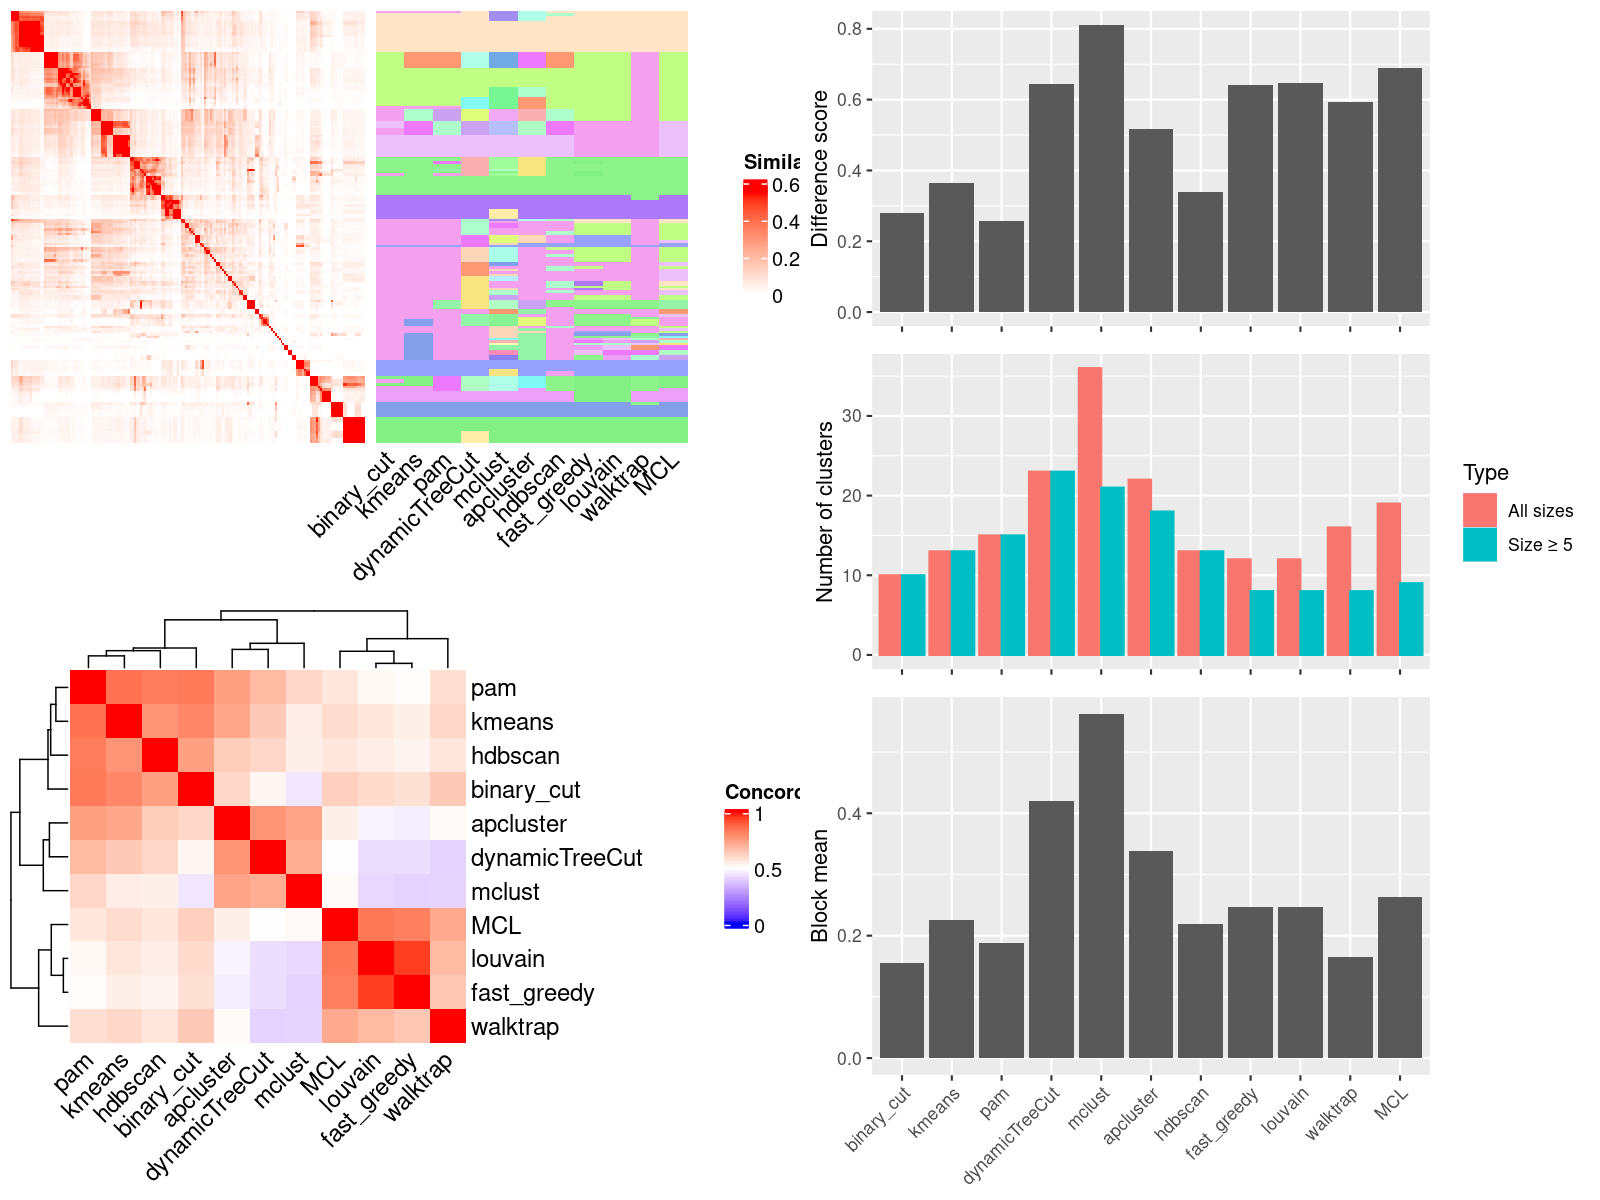 Simila
0.6
0.4
0.2
0
binary_cut
kmeans
pam
dynamicTreeCut
mclust
apcluster
hdbscan
fast_greedy
louvain
walktrap
MCL
Difference score
0.8
0.6
0.4
0.2
0.0
Number of clusters
30
20
10
0
Type
All sizes
Size ≥ 5
pam
kmeans
hdbscan
binary_cut
apcluster
dynamicTreeCut
mclust
MCL
louvain
fast_greedy
walktrap
pam
kmeans
hdbscan
binary_cut
apcluster
dynamicTreeCut
mclust
MCL
louvain
fast_greedy
walktrap
Concord
1
0.5
0
Block mean
0.4
0.2
0.0
binary_cut
kmeans
pam
dynamicTreeCut
mclust
apcluster
hdbscan
fast_greedy
louvain
walktrap
MCL